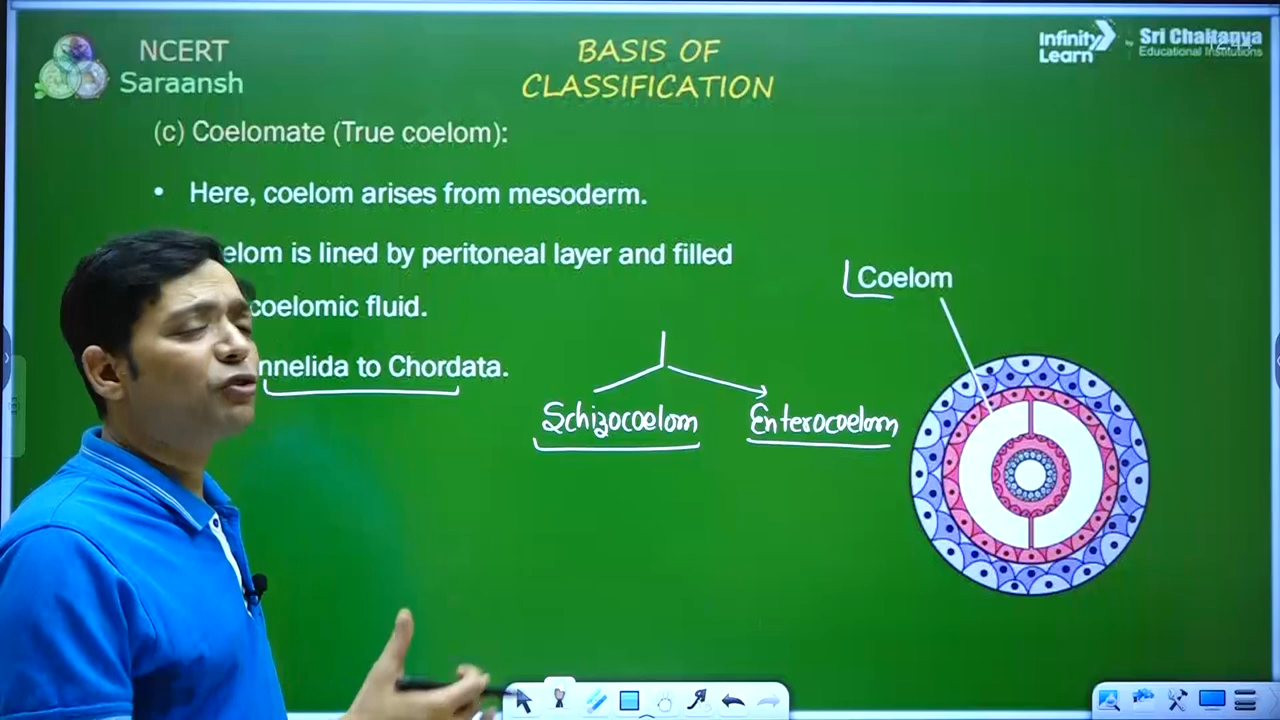 NCERT
Saraansh
BASIS OF
CLASSIFICATION
Infinity
Learn
by Sri Chaitanya
Educational Institutions
(c) Coelomate (True coelom):
• Here, coelom arises from mesoderm.
elom is lined by peritoneal layer and filled
coelomic fluid.
nnelida to Chordata.
Coelom
Schizocoelom
Enterocoelom